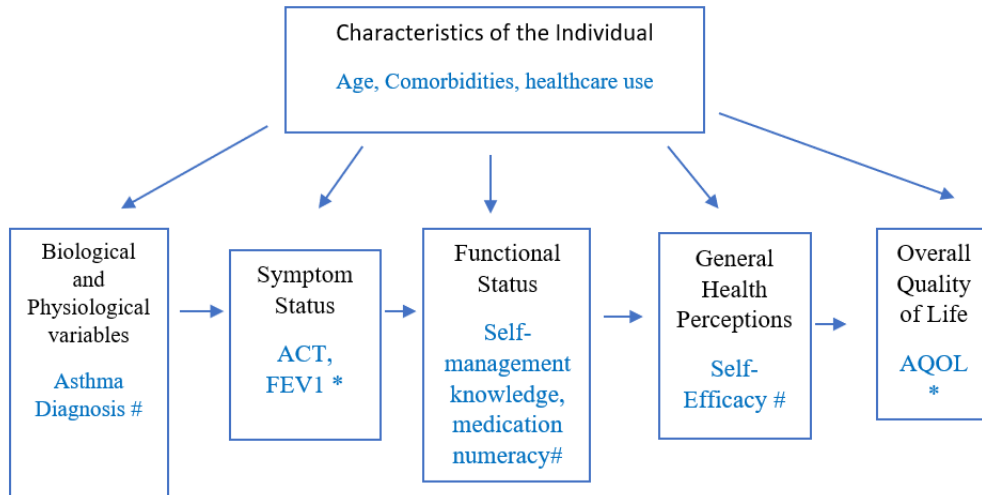 Characteristics of the Individual
Age, Comorbidities, healthcare use
Biological
and
Physiological
variables
Asthma
Diagnosis #
Symptom
Status
ACT,
FEV1 *
Functional
Status
Self-
management
knowledge,
medication
numeracy#
General
Health
Perceptions
Self-
Efficacy #
Overall
Quality
of Life
AQOL
*